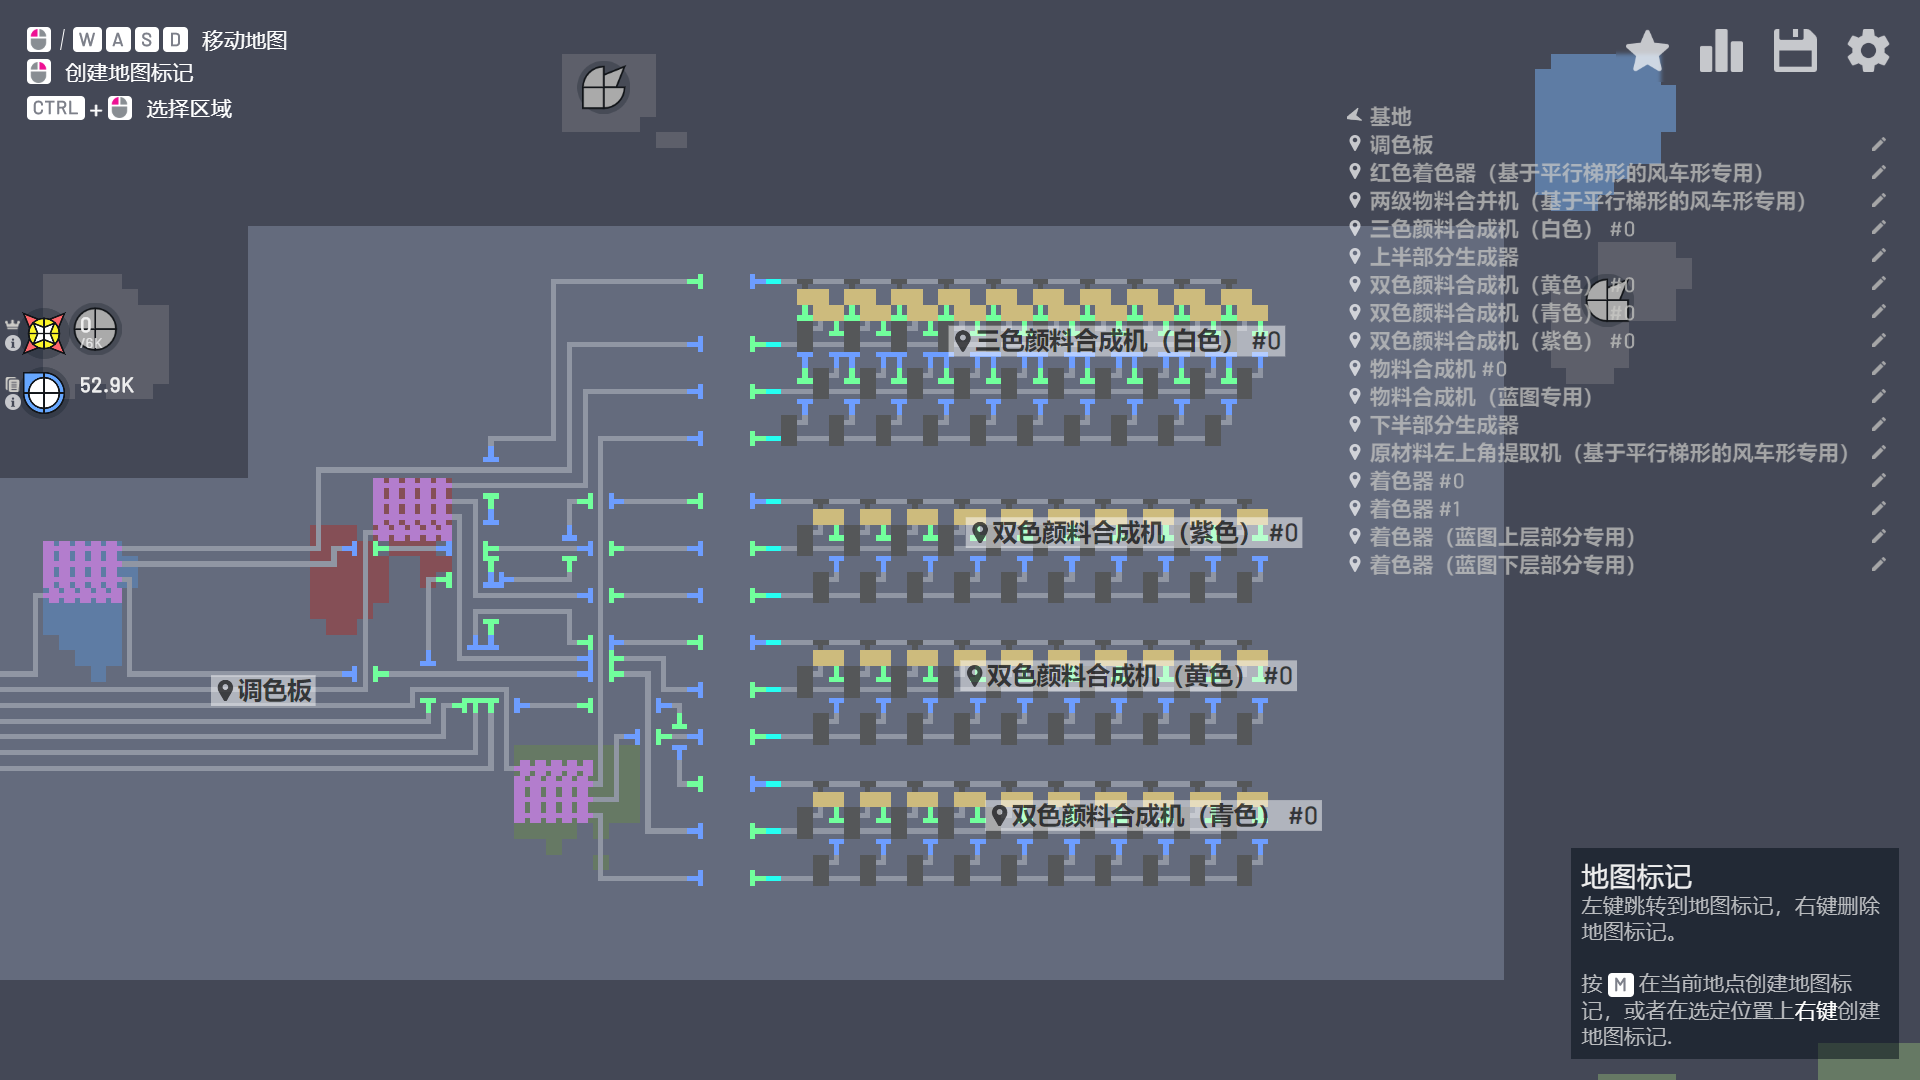 / W A S D 移动地图
创建地图标记
CTRL + 选择区域
基地
调色板
红色着色器（基于平行梯形的风车形专用）
两级物料合并机（基于平行梯形的风车形专用）
三色颜料合成机（白色） #0
上半部分生成器
双色颜料合成机（黄色） #0
双色颜料合成机（青色） #0
双色颜料合成机（紫色） #0
物料合成机 #0
物料合成机（蓝图专用）
下半部分生成器
原材料左上角提取机（基于平行梯形的风车形专用）
着色器 #0
着色器 #1
着色器（蓝图上层部分专用）
着色器（蓝图下层部分专用）
0
/6K
52.9K
三色颜料合成机（白色） #0
双色颜料合成机（紫色） #0
双色颜料合成机（黄色） #0
调色板
双色颜料合成机（青色） #0
地图标记
左键跳转到地图标记，右键删除
地图标记。
按 M 在当前地点创建地图标
记，或者在选定位置上右键创建
地图标记.